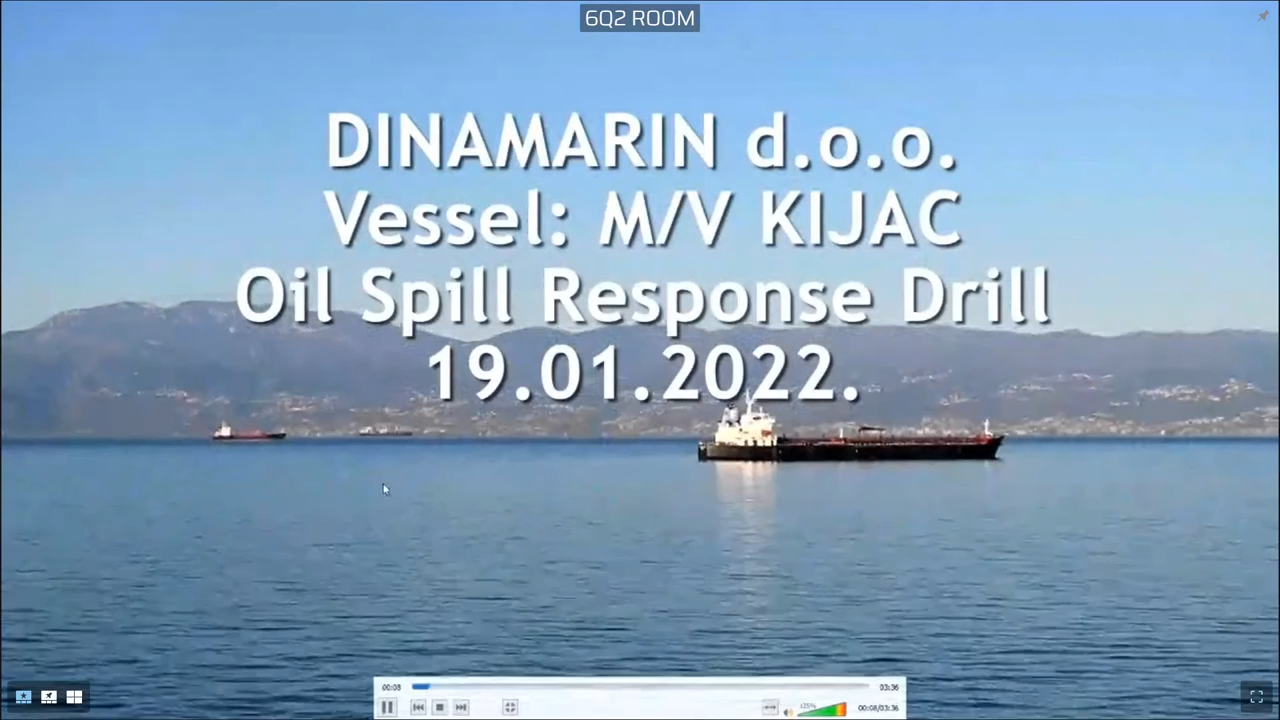 6Q2 ROOM
DINAMARIN d.o.o.
Vessel: M/V KIJAC
Oil Spill Response Drill
19.01.2022.
00:08
03:36
125%
00:08/03:36